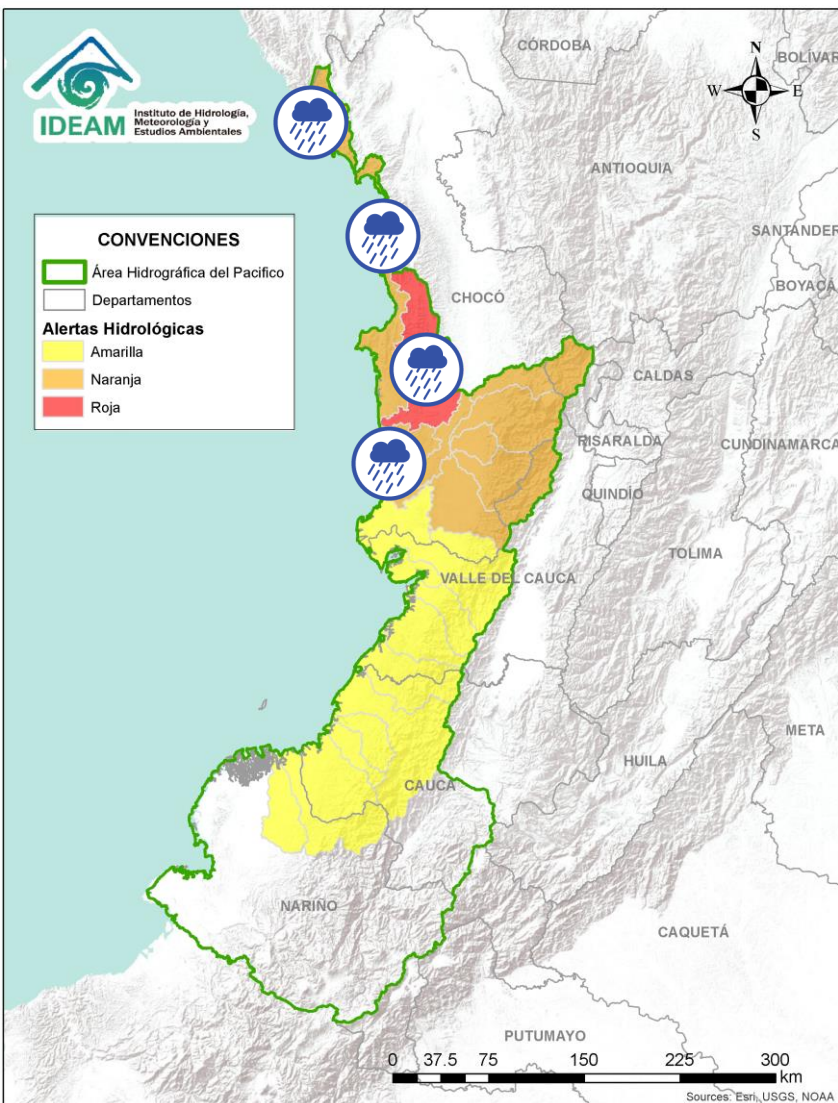 IDEAM
Instituto de Hidrología,
Meteorología y
Estudios Ambientales
CÓRDOBA
BOLÍVAR
N
W
E
S
ANTIOQUIA
SANTANDER
BOYACÁ
CONVENCIONES
Área Hidrográfica del Pacifico
Departamentos
Alertas Hidrológicas
Amarilla
Naranja
Roja
CHOCÓ
CALDAS
RISARALDA
CUNDINAMARCA
QUINDÍO
TOLIMA
VALLE DEL CAUCA
META
HUILA
CAUCA
NARIÑO
CAQUETÁ
PUTUMAYO
0 37.5 75 150 225 300
km
Sources: Esri, USGS, NOAA